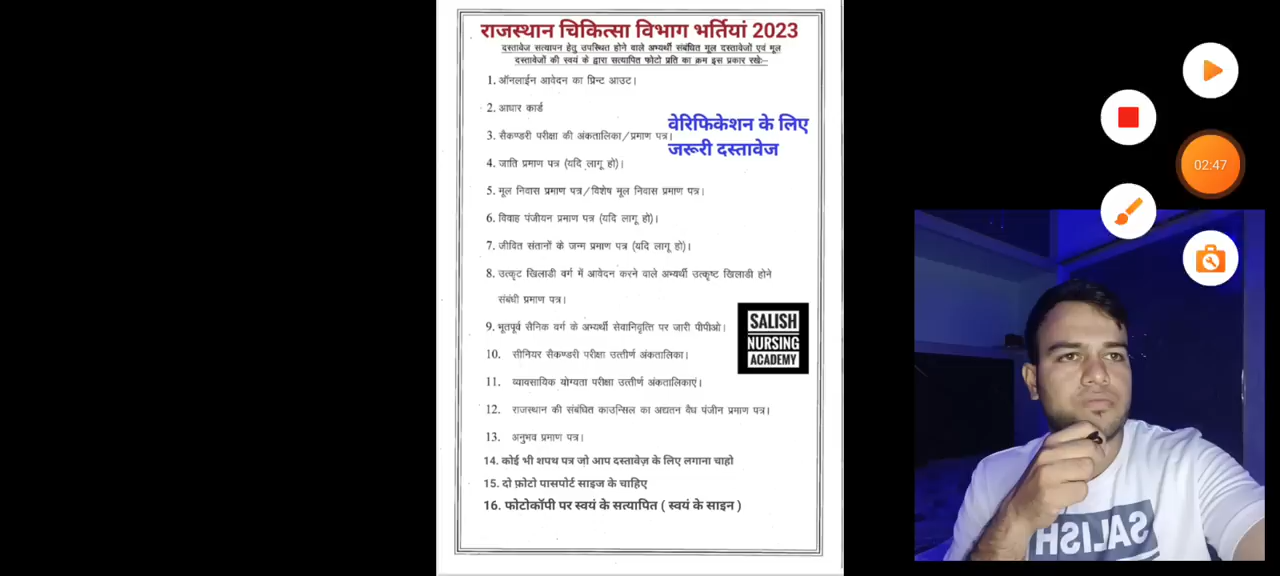 राजस्थान चिकित्सा विभाग भर्तियां 2023
दस्तावेज सत्यापन हेतु उपस्थित होने वाले अभ्यर्थी संबंधित मूल दस्तावेजों एवं मूल
दस्तावेजों की स्वयं के द्वारा सत्यापित फोटो प्रति का क्रम इस प्रकार रखेः–
1. ऑनलाईन आवेदन का प्रिन्ट आउट।
2. आधार कार्ड
3. सैकण्डरी परीक्षा की अंकतालिका/प्रमाण पत्र।
वेरिफिकेशन के लिए
जरूरी दस्तावेज
4. जाति प्रमाण पत्र (यदि लागू हो)।
5. मूल निवास प्रमाण पत्र/विशेष मूल निवास प्रमाण पत्र।
6. विवाह पंजीयन प्रमाण पत्र (यदि लागू हो)।
7. जीवित संतानों के जन्म प्रमाण पत्र (यदि लागू हो)।
8. उत्कृट खिलाडी वर्ग में आवेदन करने वाले अभ्यर्थी उत्कृष्ट खिलाडी होने
संबंधी प्रमाण पत्र।
9. भूतपूर्व सैनिक वर्ग के अभ्यर्थी सेवानिवृत्ति पर जारी पीपीओ।
10. सीनियर सैकण्डरी परीक्षा उत्तीर्ण अंकतालिका।
11. व्यावसायिक योग्यता परीक्षा उत्तीर्ण अंकतालिकाएं।
12. राजस्थान की संबंधित काउन्सिल का अद्यतन वैध पंजीन प्रमाण पत्र।
13. अनुभव प्रमाण पत्र।
14. कोई भी शपथ पत्र जो आप दस्तावेज़ के लिए लगाना चाहो
15. दो फ़ोटो पासपोर्ट साइज के चाहिए
16. फोटोकॉपी पर स्वयं के सत्यापित ( स्वयं के साइन )
SALISH
NURSING
ACADEMY
02:47
SALISH